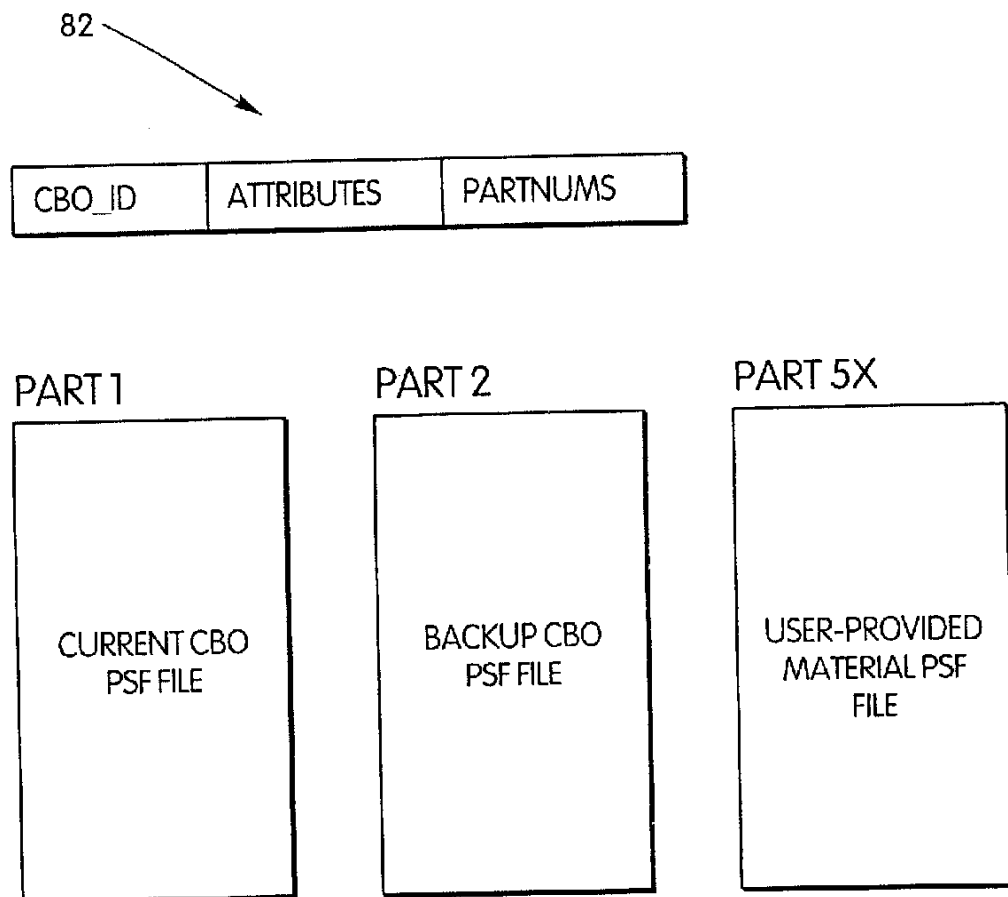 82
CBO_ID ATTRIBUTES PARTNUMS
PART 1 PART 2 PART 5X
CURRENT CBO
PSF FILE
BACKUP CBO
PSF FILE
USER-PROVIDED
MATERIAL PSF
FILE